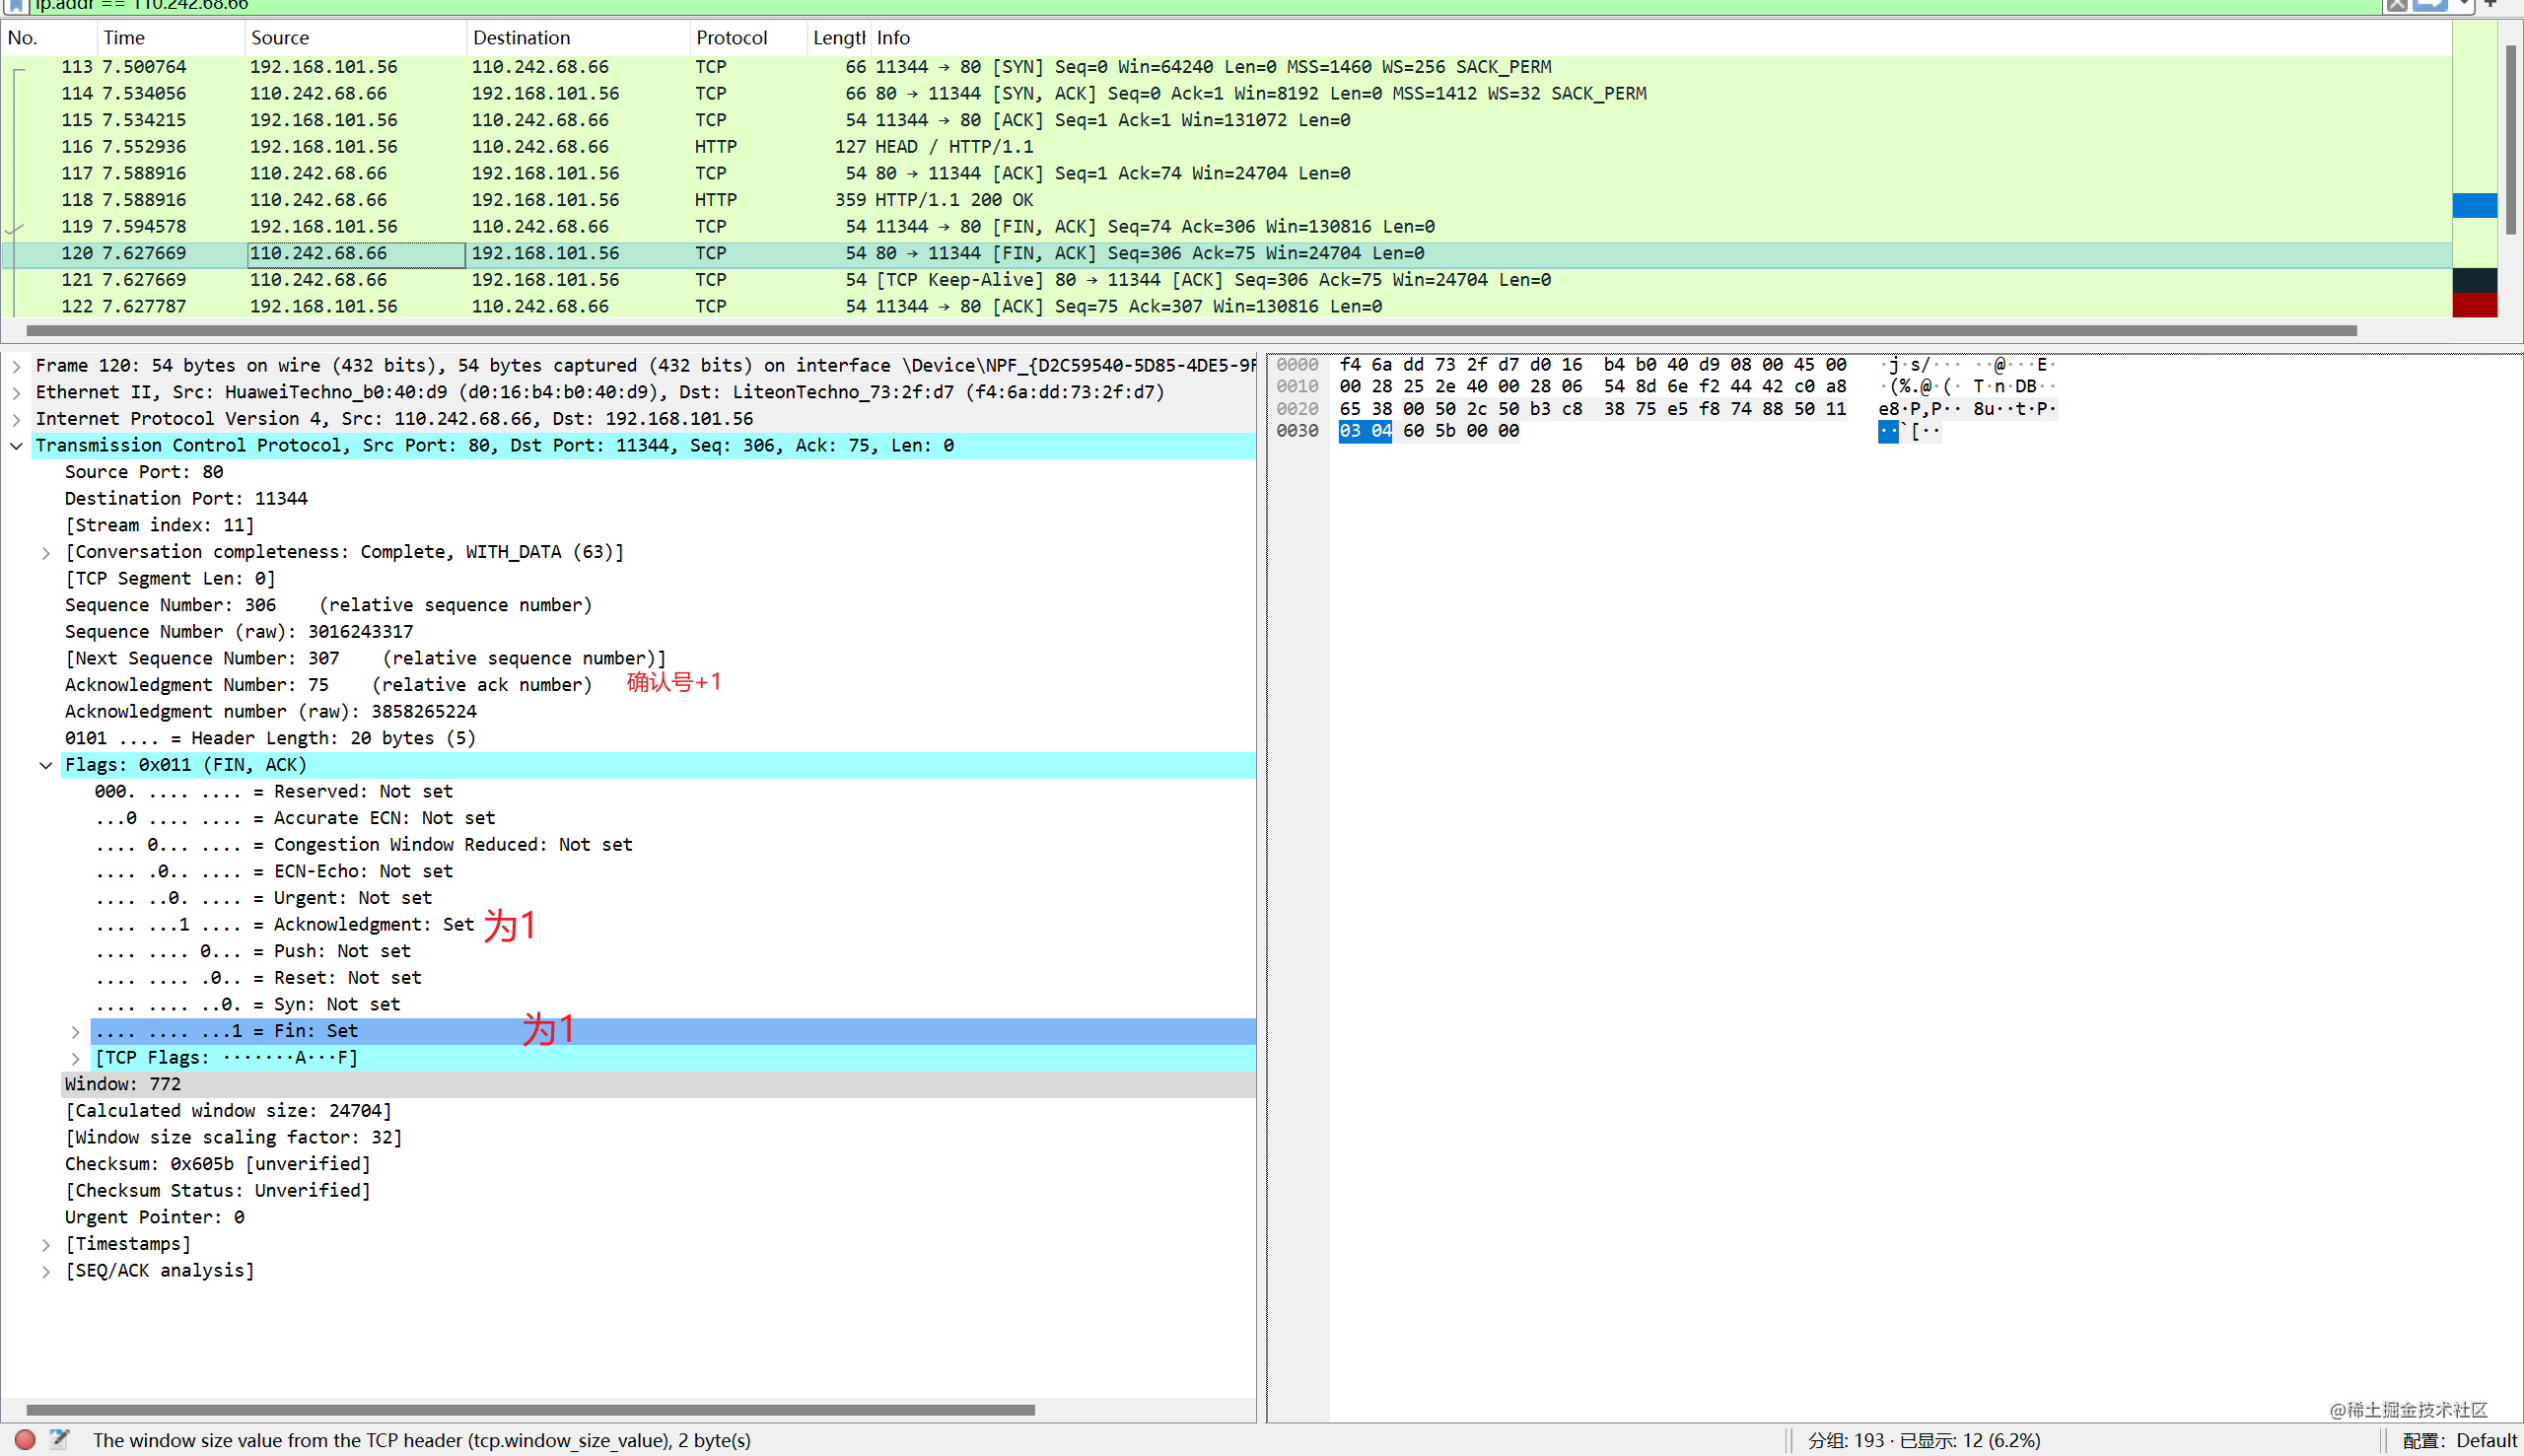 ip.addr == 110.242.68.66
No. Time Source Destination Protocol Length Info
113 7.500764 192.168.101.56 110.242.68.66 TCP 66 11344 → 80 [SYN] Seq=0 Win=64240 Len=0 MSS=1460 WS=256 SACK_PERM
114 7.534056 110.242.68.66 192.168.101.56 TCP 66 80 → 11344 [SYN, ACK] Seq=0 Ack=1 Win=8192 Len=0 MSS=1412 WS=32 SACK_PERM
115 7.534215 192.168.101.56 110.242.68.66 TCP 54 11344 → 80 [ACK] Seq=1 Ack=1 Win=131072 Len=0
116 7.552936 192.168.101.56 110.242.68.66 HTTP 127 HEAD / HTTP/1.1
117 7.588916 110.242.68.66 192.168.101.56 TCP 54 80 → 11344 [ACK] Seq=1 Ack=74 Win=24704 Len=0
118 7.588916 110.242.68.66 192.168.101.56 HTTP 359 HTTP/1.1 200 OK
119 7.594578 192.168.101.56 110.242.68.66 TCP 54 11344 → 80 [FIN, ACK] Seq=74 Ack=306 Win=130816 Len=0
120 7.627669 110.242.68.66 192.168.101.56 TCP 54 80 → 11344 [FIN, ACK] Seq=306 Ack=75 Win=24704 Len=0
121 7.627669 110.242.68.66 192.168.101.56 TCP 54 [TCP Keep-Alive] 80 → 11344 [ACK] Seq=306 Ack=75 Win=24704 Len=0
122 7.627787 192.168.101.56 110.242.68.66 TCP 54 11344 → 80 [ACK] Seq=75 Ack=307 Win=130816 Len=0
Frame 120: 54 bytes on wire (432 bits), 54 bytes captured (432 bits) on interface \Device\NPF_{D2C59540-5D85-4DE5-9F
Ethernet II, Src: HuaweiTechno_b0:40:d9 (d0:16:b4:b0:40:d9), Dst: LiteonTechno_73:2f:d7 (f4:6a:dd:73:2f:d7)
Internet Protocol Version 4, Src: 110.242.68.66, Dst: 192.168.101.56
Transmission Control Protocol, Src Port: 80, Dst Port: 11344, Seq: 306, Ack: 75, Len: 0
Source Port: 80
Destination Port: 11344
[Stream index: 11]
[Conversation completeness: Complete, WITH_DATA (63)]
[TCP Segment Len: 0]
Sequence Number: 306 (relative sequence number)
Sequence Number (raw): 3016243317
[Next Sequence Number: 307 (relative sequence number)]
Acknowledgment Number: 75 (relative ack number) 确认号+1
Acknowledgment number (raw): 3858265224
0101 .... = Header Length: 20 bytes (5)
Flags: 0x011 (FIN, ACK)
000. .... .... = Reserved: Not set
...0 .... .... = Accurate ECN: Not set
.... 0... .... = Congestion Window Reduced: Not set
.... .0.. .... = ECN-Echo: Not set
.... ..0. .... = Urgent: Not set
.... ...1 .... = Acknowledgment: Set 为1
.... .... 0... = Push: Not set
.... .... .0.. = Reset: Not set
.... .... ..0. = Syn: Not set
.... .... ...1 = Fin: Set 为1
[TCP Flags: ·······A···F]
Window: 772
[Calculated window size: 24704]
[Window size scaling factor: 32]
Checksum: 0x605b [unverified]
[Checksum Status: Unverified]
Urgent Pointer: 0
[Timestamps]
[SEQ/ACK analysis]
0000 f4 6a dd 73 2f d7 d0 16 b4 b0 40 d9 08 00 45 00 ·j·s/··· ··@···E·
0010 00 28 25 2e 40 00 28 06 54 8d 6e f2 44 42 c0 a8 ·(%.@·(· T·n·DB··
0020 65 38 00 50 2c 50 b3 c8 38 75 e5 f8 74 88 50 11 e8·P,P·· 8u··t·P·
0030 03 04 60 5b 00 00 ··`[··
@稀土掘金技术社区
The window size value from the TCP header (tcp.window_size_value), 2 byte(s)
分组: 193 · 已显示: 12 (6.2%)
配置: Default